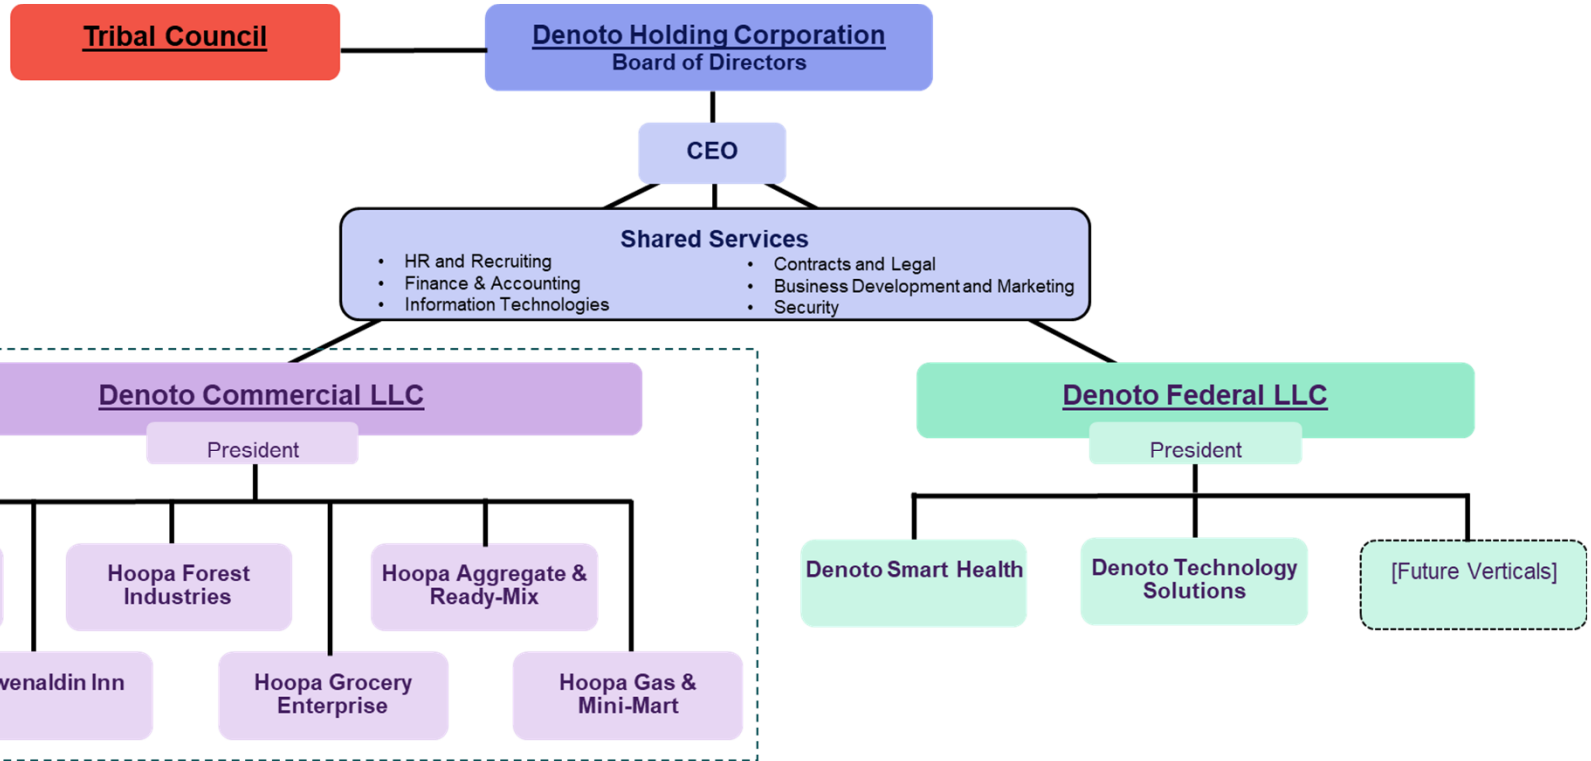 Tribal Council
Denoto Holding Corporation
Board of Directors
CEO
Shared Services
• HR and Recruiting
• Finance & Accounting
• Information Technologies
• Contracts and Legal
• Business Development and Marketing
• Security
Denoto Commercial LLC
President
Hoopa Forest
Industries
Hoopa Aggregate &
Ready-Mix
venaldin Inn
Hoopa Grocery
Enterprise
Hoopa Gas &
Mini-Mart
Denoto Federal LLC
President
Denoto Smart Health
Denoto Technology
Solutions
[Future Verticals]